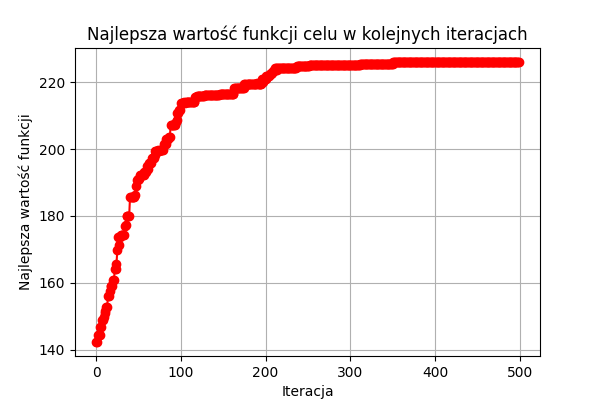 Najlepsza wartość funkcji celu w kolejnych iteracjach
Najlepsza wartość funkcji
220
200
180
160
140
0 100 200 300 400 500
Iteracja